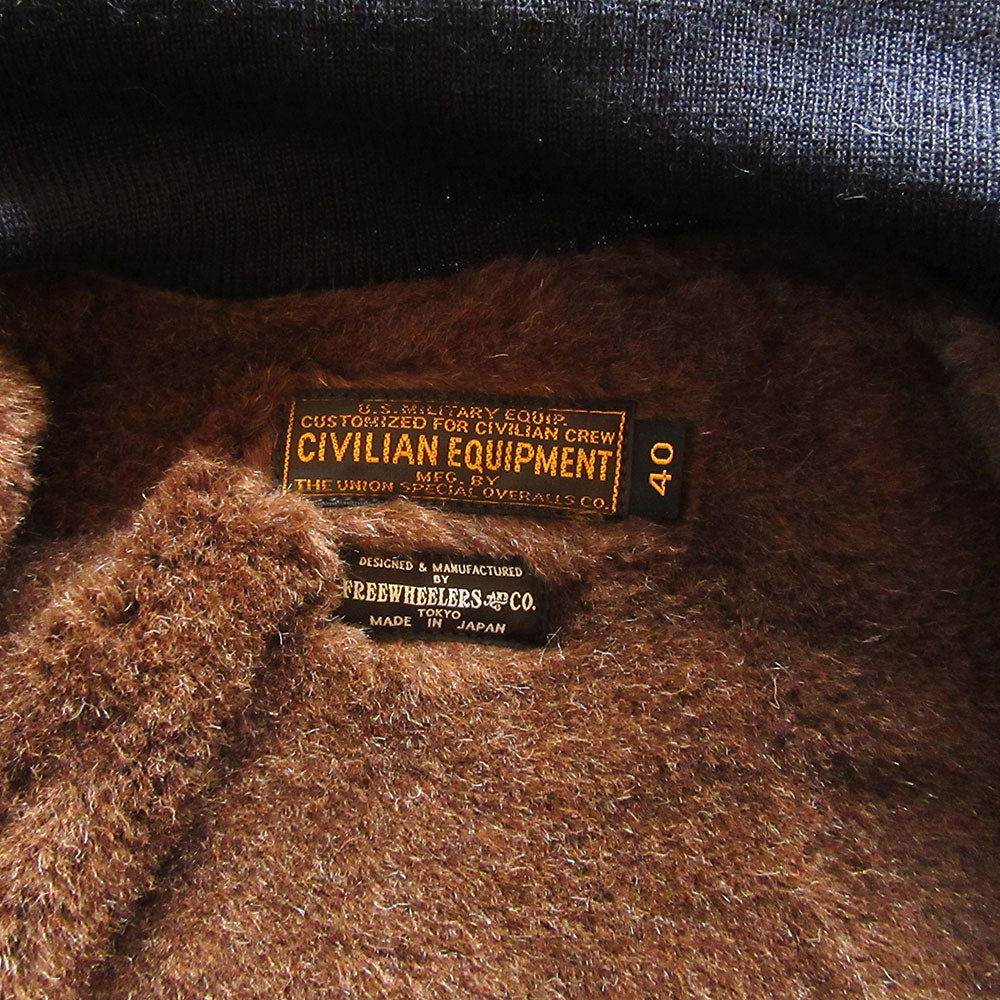 U.S. MILITARY EQUIP.
CUSTOMIZED FOR CIVILIAN CREW
CIVILIAN EQUIPMENT
MFG. BY
THE UNION SPECIAL OVERALLS CO.
40
DESIGNED & MANUFACTURED
BY
FREEWHEELERS AND CO.
TOKYO
MADE IN JAPAN